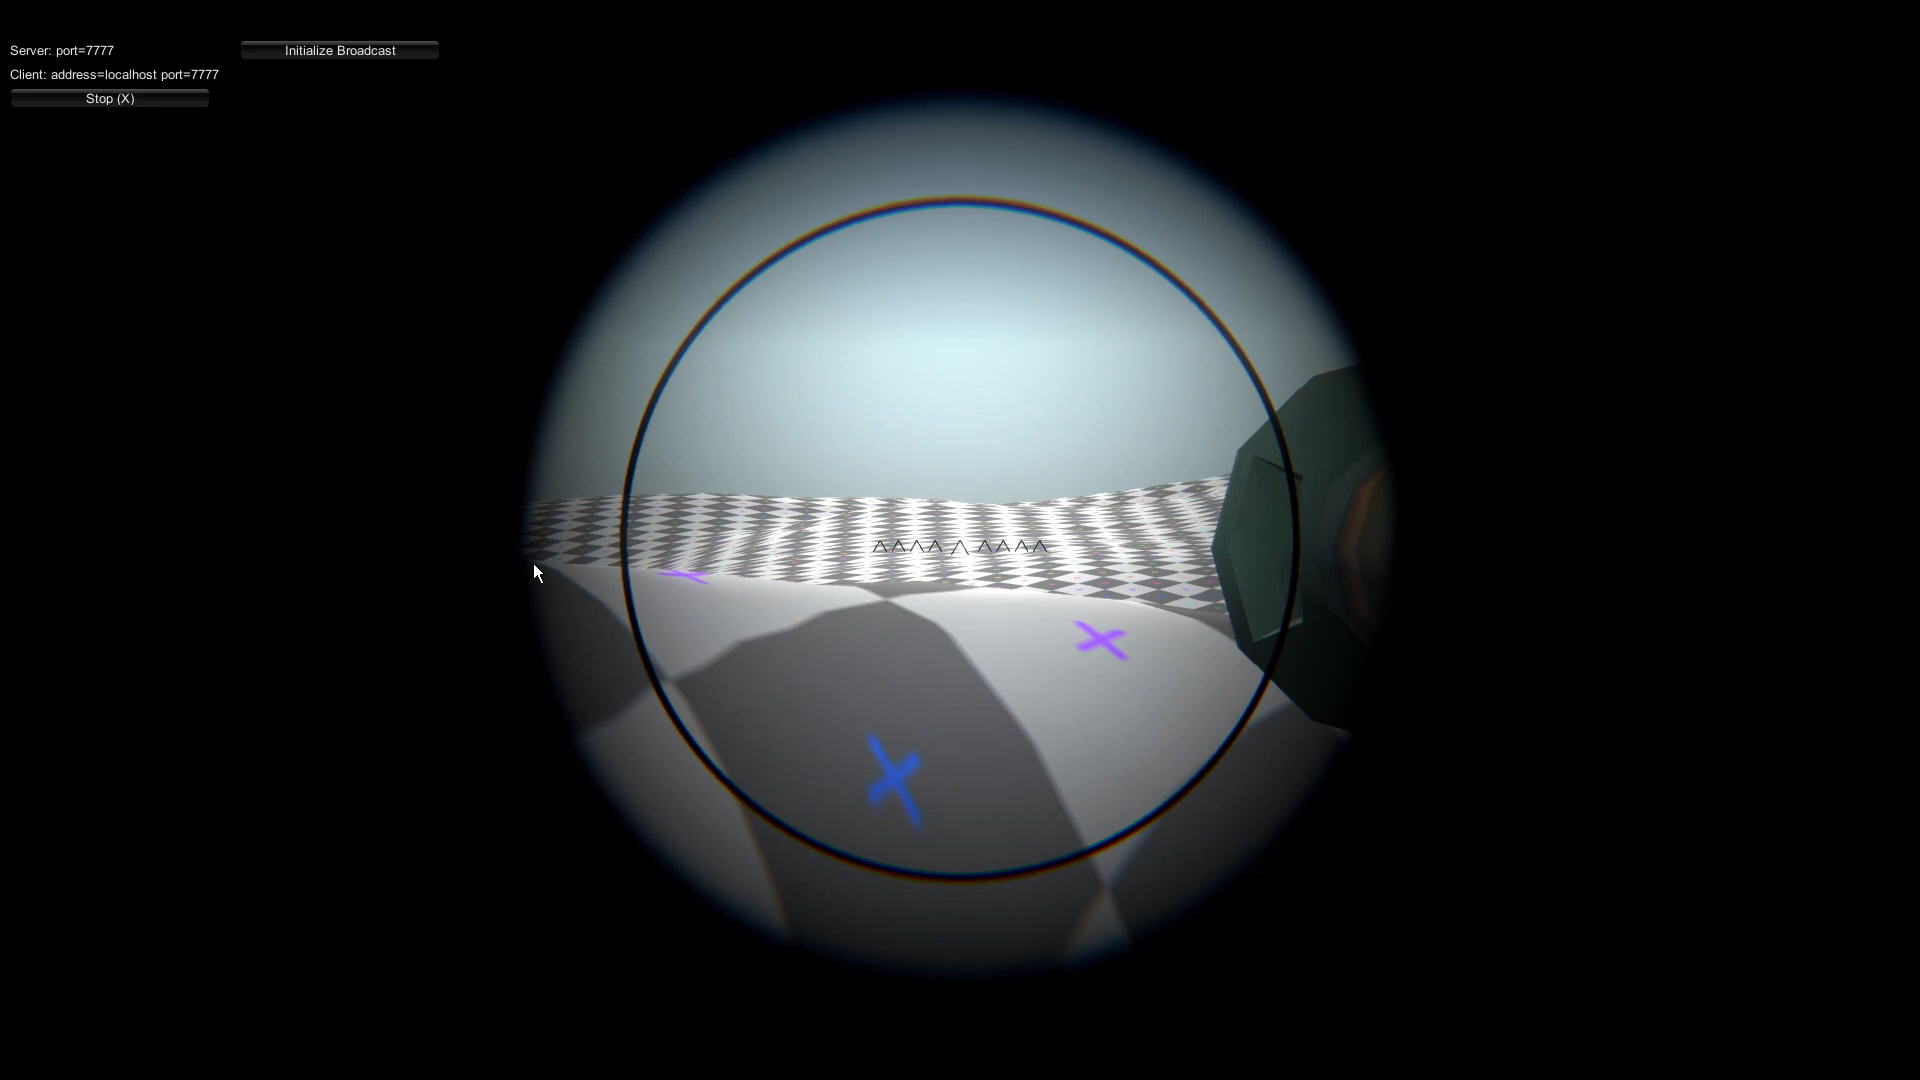 Server: port=7777
Initialize Broadcast
Client: address=localhost port=7777
Stop (X)